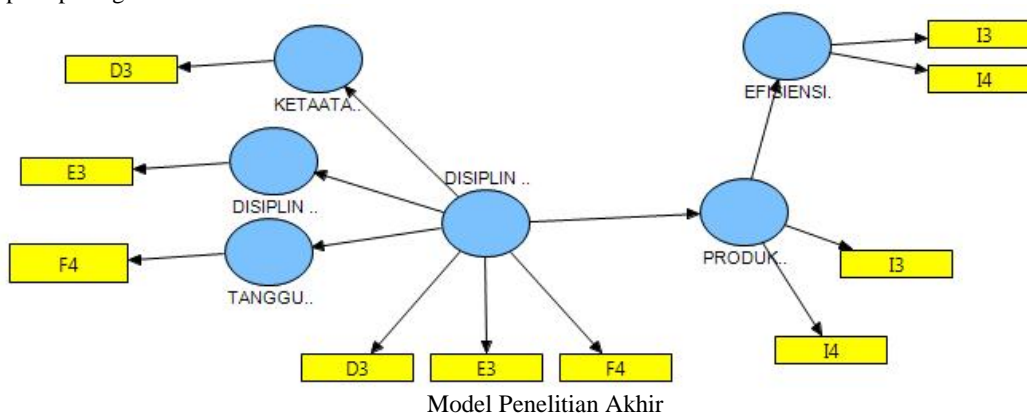 I3
D3
I4
KETAATA..
EFISIENSI.
E3
DISIPLIN ..
DISIPLIN ..
F4
I3
PRODUK..
TANGGU..
I4
D3
E3
F4
Model Penelitian Akhir